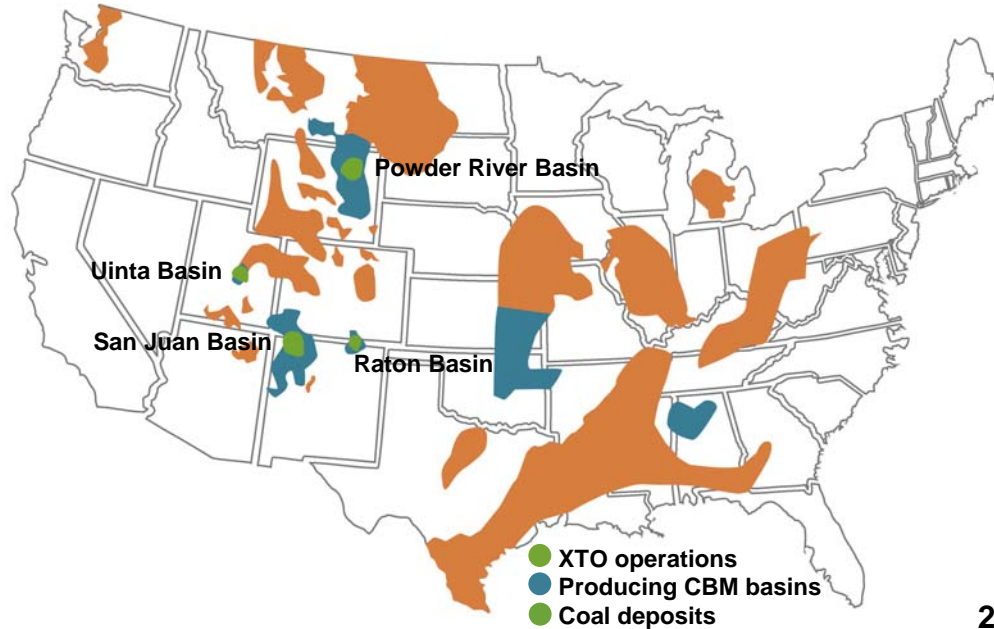 Powder River Basin
Uinta Basin
San Juan Basin
Raton Basin
XTO operations
Producing CBM basins
Coal deposits
2